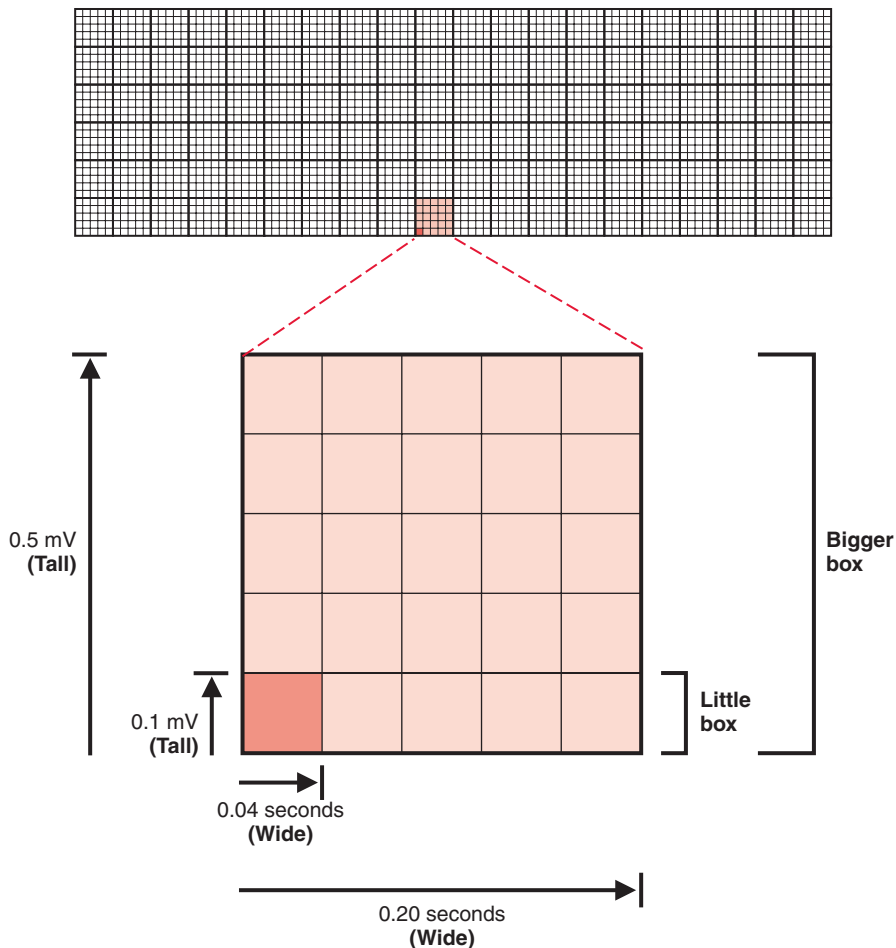 0.5 mV
(Tall)
Bigger
box
0.1 mV
(Tall)
Little
box
0.04 seconds
(Wide)
0.20 seconds
(Wide)